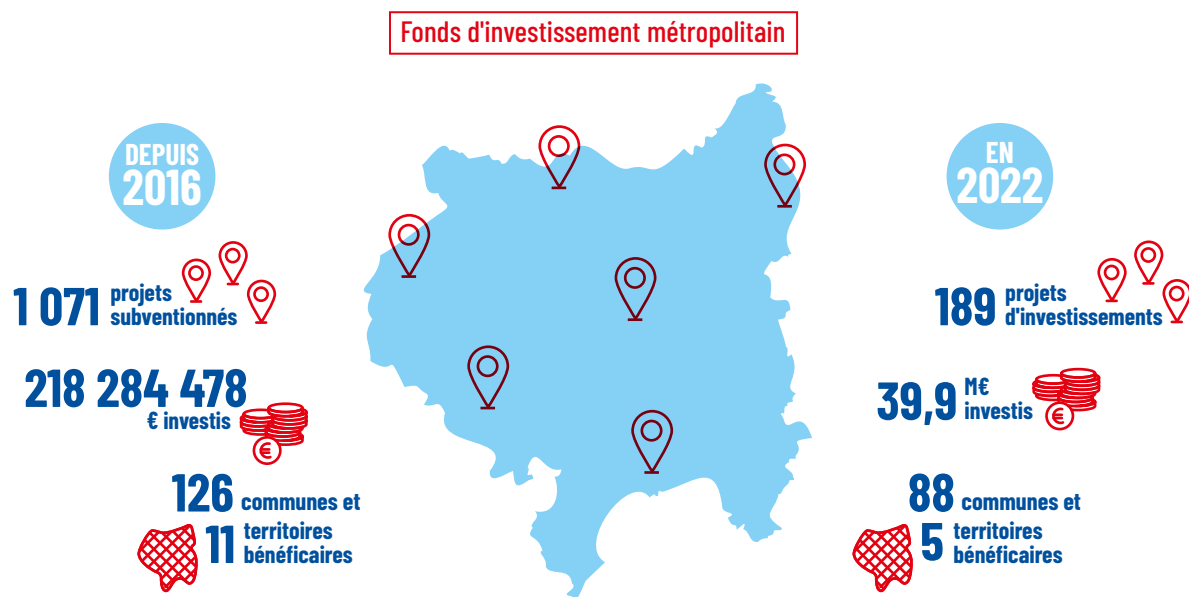 Fonds d'investissement métropolitain
DEPUIS
2016
1 071 projets
subventionnés
218 284 478
€ investis
€
126 communes et
11 territoires
bénéficaires
EN
2022
189 projets
d'investissements
39,9 M€
investis
€
88 communes et
5 territoires
bénéficaires